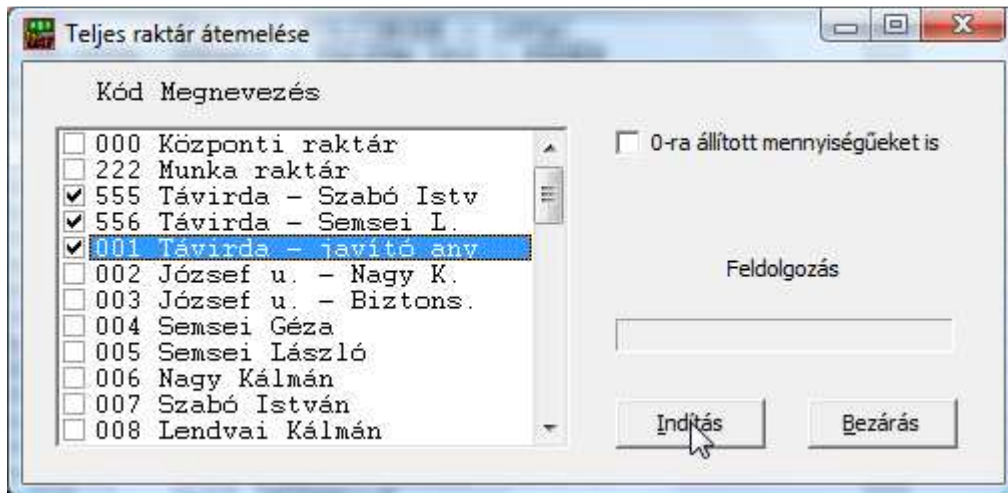 Teljes raktár átemelése
Kód Megnevezés
000 Központi raktár
222 Munka raktár
555 Távirda - Szabó Istv
556 Távirda - Semsei L.
001 Távirda - javító any
002 József u. - Nagy K.
003 József u. - Biztons.
004 Semsei Géza
005 Semsei László
006 Nagy Kálmán
007 Szabó István
008 Lendvai Kálmán
0-ra állított mennyiségűeket is
Feldolgozás
Indítás
Bezárás